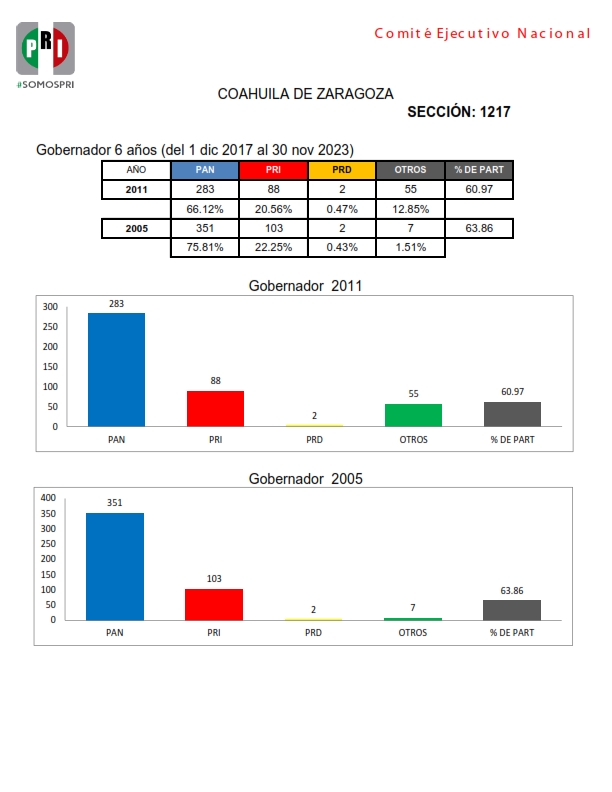 Comité Ejecutivo Nacional
PRI
#SOMOSPRI
COAHUILA DE ZARAGOZA
SECCIÓN: 1217
Gobernador 6 años (del 1 dic 2017 al 30 nov 2023)
AÑO PAN PRI PRD OTROS % DE PART
2011 283 88 2 55 60.97
66.12% 20.56% 0.47% 12.85%
2005 351 103 2 7 63.86
75.81% 22.25% 0.43% 1.51%
Gobernador 2011
300
250
200
150
100
50
0
283
88
2
55
60.97
PAN PRI PRD OTROS % DE PART
Gobernador 2005
400
350
300
250
200
150
100
50
0
351
103
2
7
63.86
PAN PRI PRD OTROS % DE PART